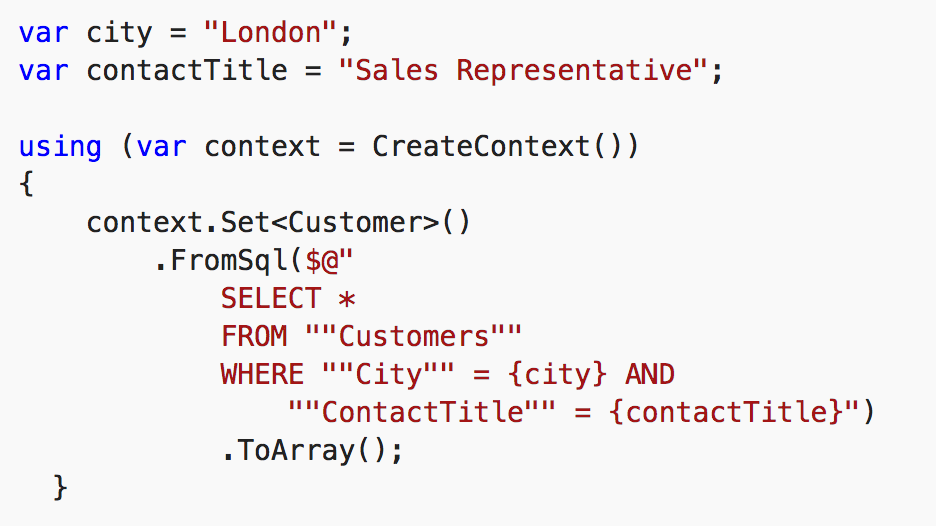 var city = "London";
var contactTitle = "Sales Representative";
using (var context = CreateContext())
{
    context.Set<Customer>()
        .FromSql($@"
            SELECT *
            FROM ""Customers""
            WHERE ""City"" = {city} AND
                ""ContactTitle"" = {contactTitle}")
            .ToArray();
  }